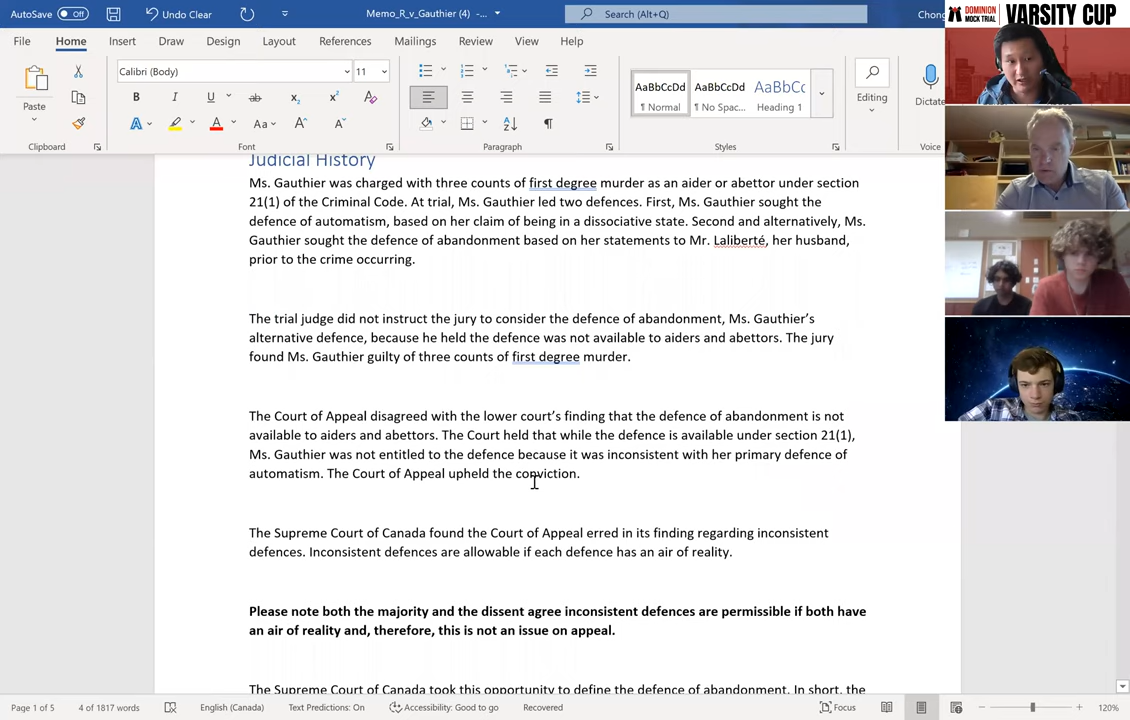 AutoSave Off Undo Clear Memo_R_v_Gauthier (4) -... Search (Alt+Q) Chong
DOMINION MOCK TRIAL VARSITY CUP
File Home Insert Draw Design Layout References Mailings Review View Help
Paste
Calibri (Body) 11
Clipboard Font Paragraph Styles Voice
AaBbCcDd AaBbCcDd AaBbCc
¶ Normal ¶ No Spac... Heading 1
Editing Dictate
Judicial History
Ms. Gauthier was charged with three counts of first degree murder as an aider or abettor under section
21(1) of the Criminal Code. At trial, Ms. Gauthier led two defences. First, Ms. Gauthier sought the
defence of automatism, based on her claim of being in a dissociative state. Second and alternatively, Ms.
Gauthier sought the defence of abandonment based on her statements to Mr. Laliberté, her husband,
prior to the crime occurring.
The trial judge did not instruct the jury to consider the defence of abandonment, Ms. Gauthier's
alternative defence, because he held the defence was not available to aiders and abettors. The jury
found Ms. Gauthier guilty of three counts of first degree murder.
The Court of Appeal disagreed with the lower court's finding that the defence of abandonment is not
available to aiders and abettors. The Court held that while the defence is available under section 21(1),
Ms. Gauthier was not entitled to the defence because it was inconsistent with her primary defence of
automatism. The Court of Appeal upheld the conviction.
The Supreme Court of Canada found the Court of Appeal erred in its finding regarding inconsistent
defences. Inconsistent defences are allowable if each defence has an air of reality.
Please note both the majority and the dissent agree inconsistent defences are permissible if both have
an air of reality and, therefore, this is not an issue on appeal.
The Supreme Court of Canada took this opportunity to define the defence of abandonment. In short, the
Page 1 of 5 4 of 1817 words English (Canada) Text Predictions: On Accessibility: Good to go Recovered Focus 120%